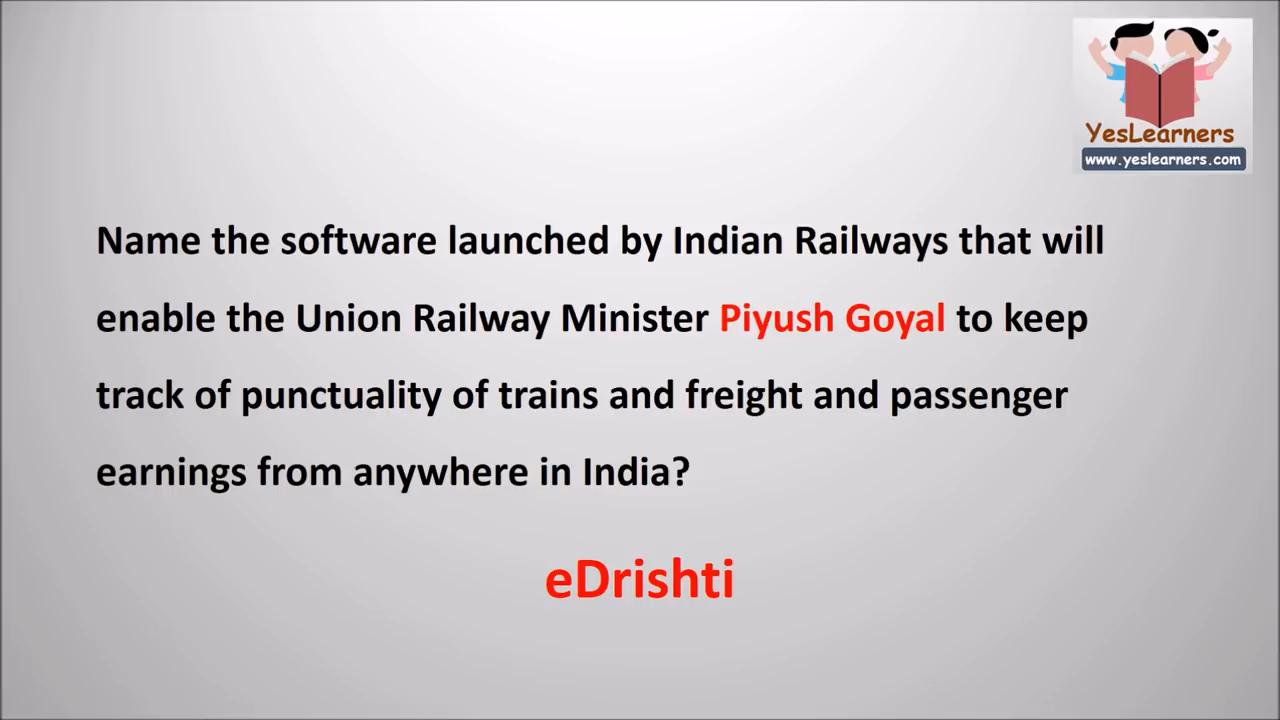 YesLearners
www.yeslearners.com
Name the software launched by Indian Railways that will
enable the Union Railway Minister Piyush Goyal to keep
track of punctuality of trains and freight and passenger
earnings from anywhere in India?
eDrishti